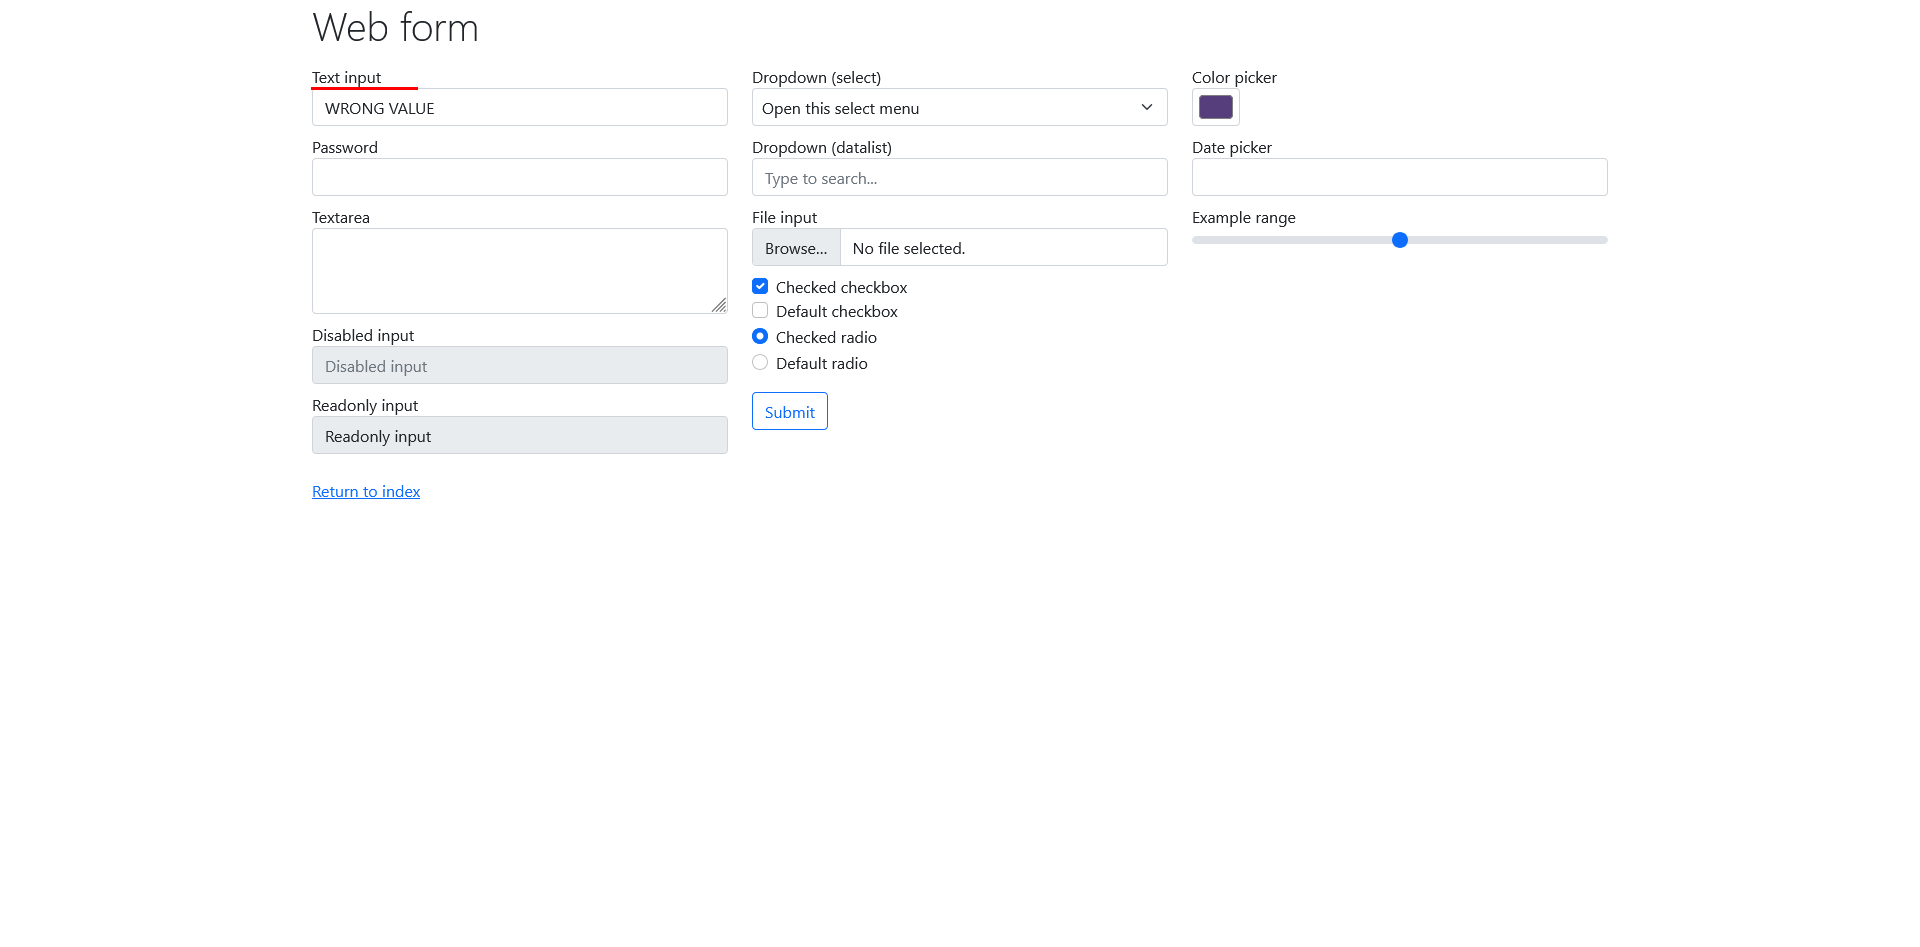 Web form
Text input
WRONG VALUE
Password
Textarea
Disabled input
Disabled input
Readonly input
Readonly input
Return to index
Dropdown (select)
Open this select menu
Dropdown (datalist)
Type to search...
File input
Browse... No file selected.
Checked checkbox
Default checkbox
Checked radio
Default radio
Submit
Color picker
Date picker
Example range